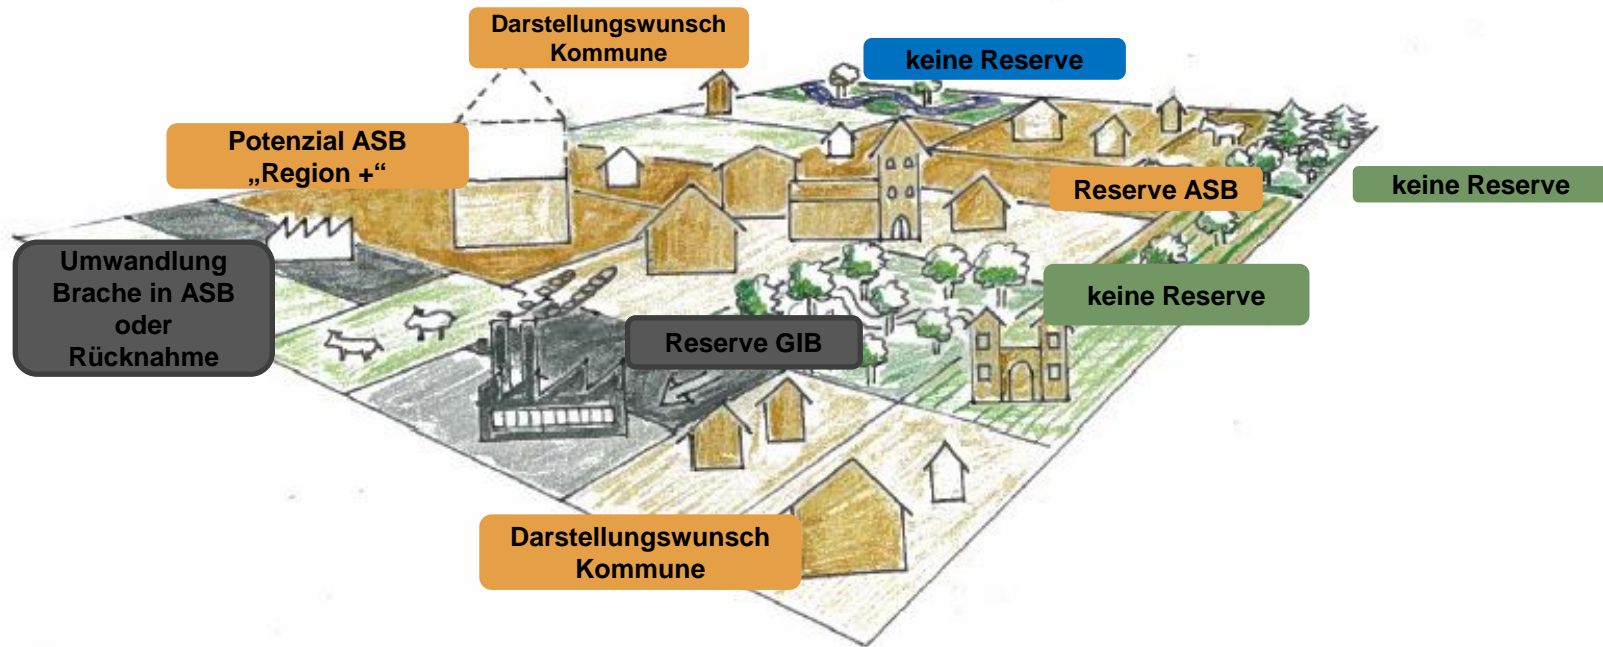 Darstellungswunsch
Kommune
keine Reserve
Potenzial ASB
„Region +“
Reserve ASB
keine Reserve
Umwandlung
Brache in ASB
oder
Rücknahme
keine Reserve
Reserve GIB
Darstellungswunsch
Kommune